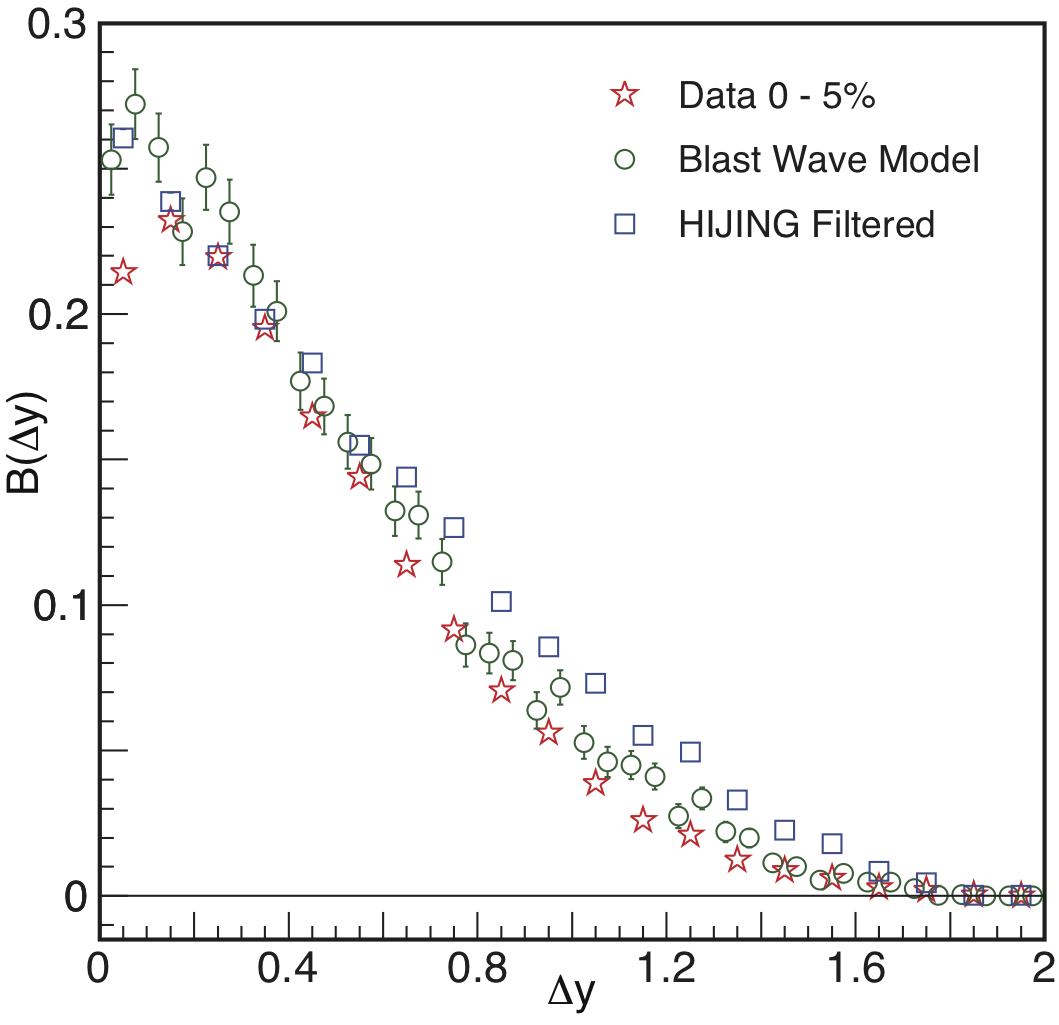 0.3
Data 0 - 5%
Blast Wave Model
HIJING Filtered
0.2
B(Δy)
0.1
0
0 0.4 0.8 1.2 1.6 2
Δy